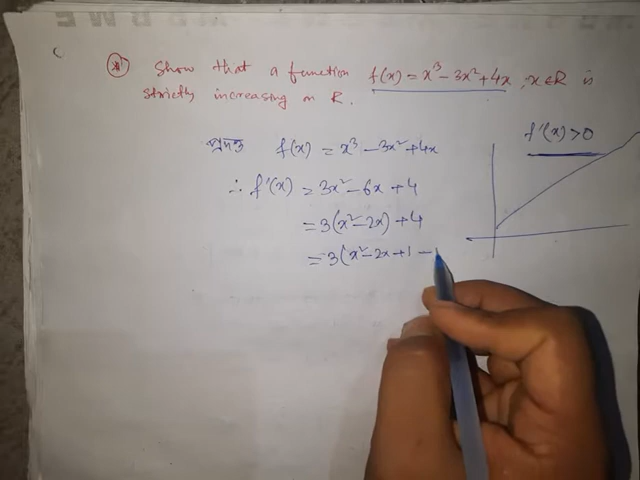 Show that a function f(x) = x³ - 3x² + 4x, x ∈ R is
strictly increasing on R.
f'(x) > 0
প্রদত্ত f(x) = x³ - 3x² + 4x
∴ f'(x) = 3x² - 6x + 4
= 3(x² - 2x) + 4
= 3(x² - 2x + 1 -